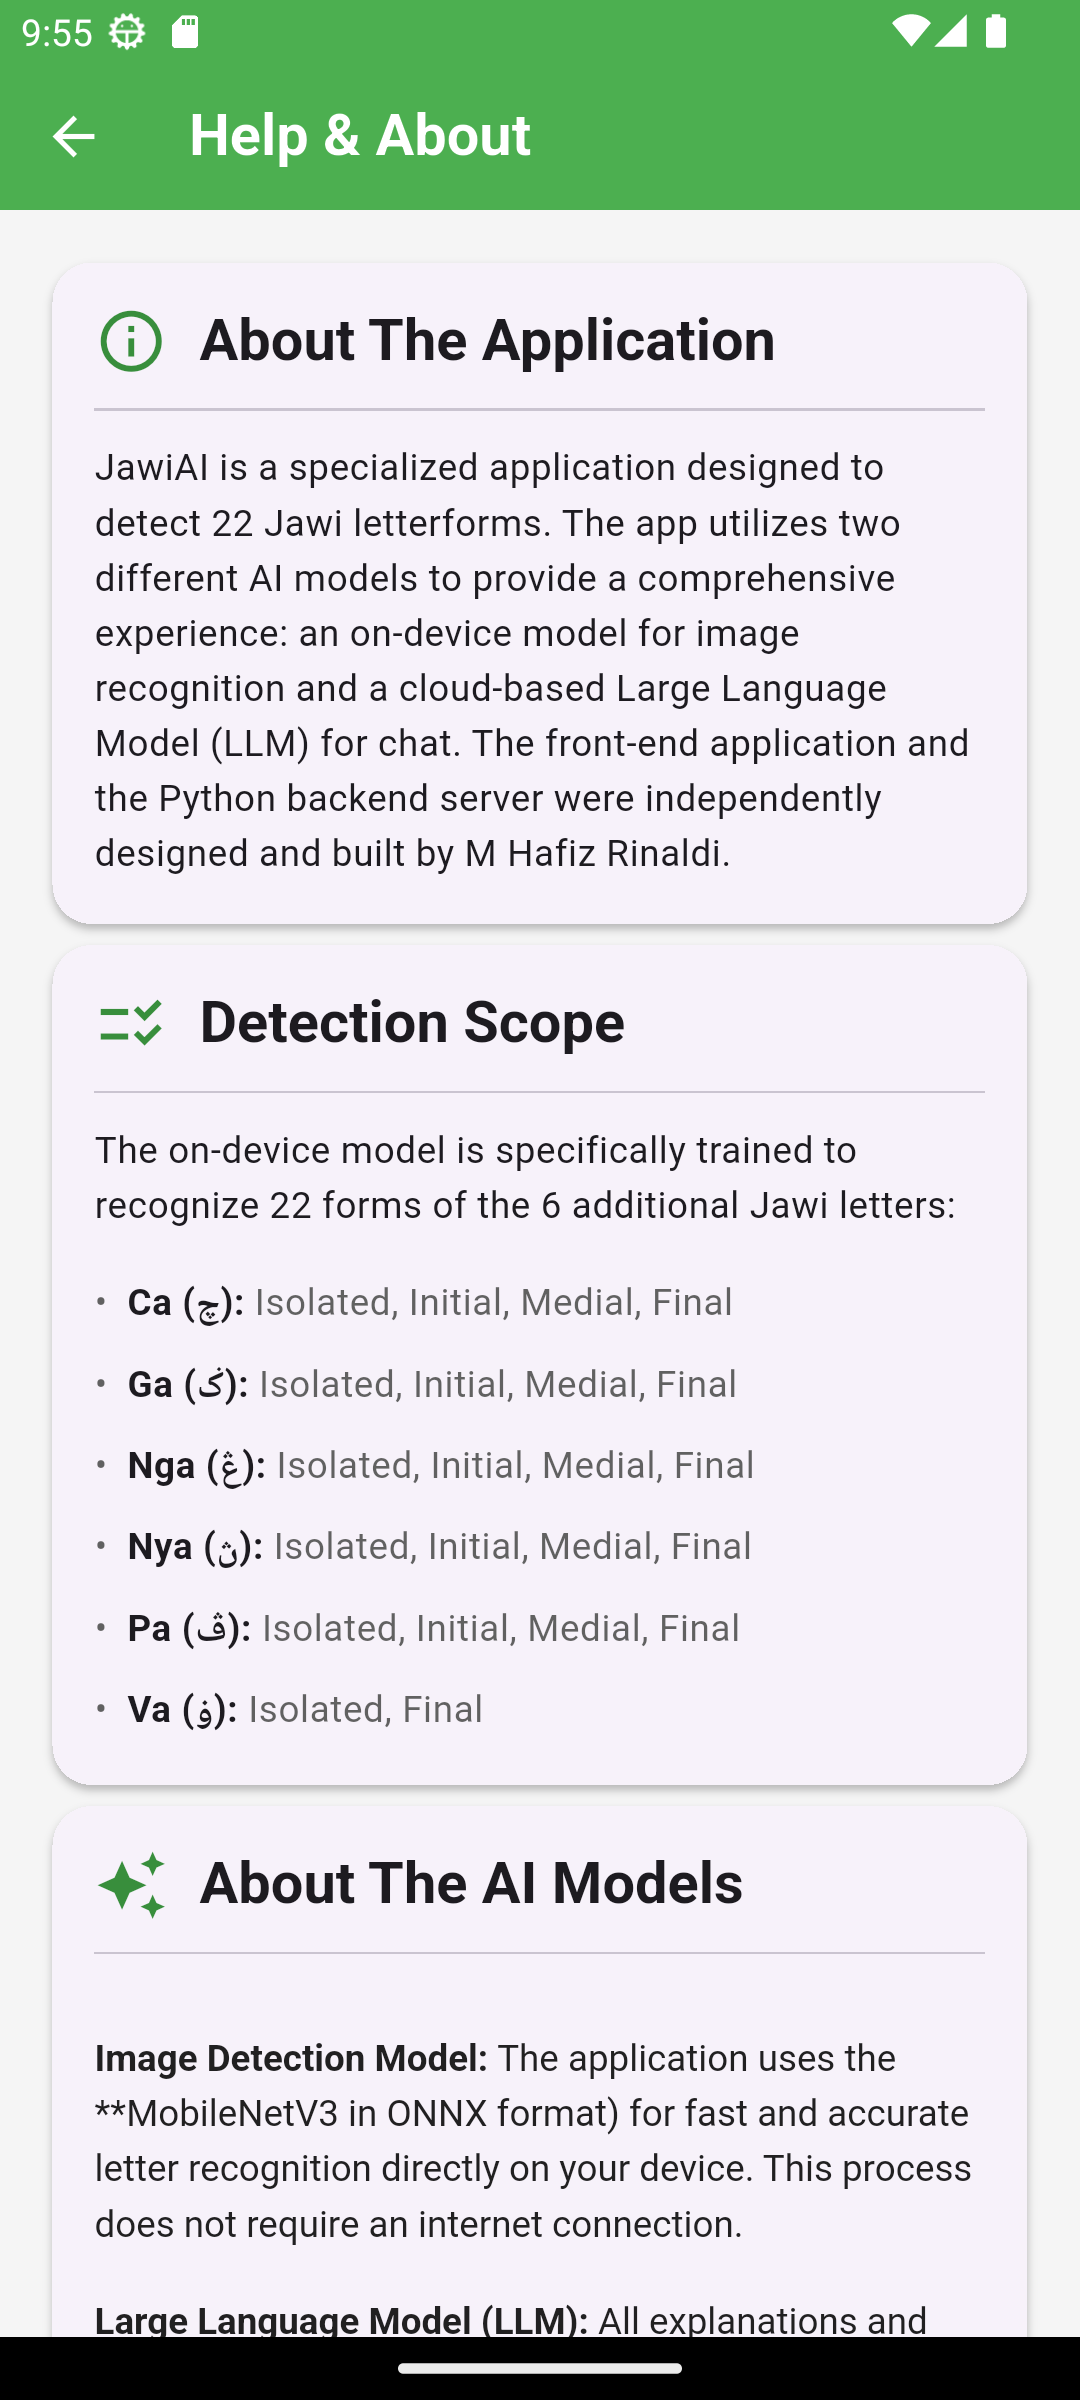 9:55
Help & About
About The Application
JawiAI is a specialized application designed to
detect 22 Jawi letterforms. The app utilizes two
different AI models to provide a comprehensive
experience: an on-device model for image
recognition and a cloud-based Large Language
Model (LLM) for chat. The front-end application and
the Python backend server were independently
designed and built by M Hafiz Rinaldi.
Detection Scope
The on-device model is specifically trained to
recognize 22 forms of the 6 additional Jawi letters:
• Ca (چ): Isolated, Initial, Medial, Final
• Ga (ݢ): Isolated, Initial, Medial, Final
• Nga (ڠ): Isolated, Initial, Medial, Final
• Nya (ڽ): Isolated, Initial, Medial, Final
• Pa (ڤ): Isolated, Initial, Medial, Final
• Va (ۏ): Isolated, Final
About The AI Models
Image Detection Model: The application uses the
**MobileNetV3 in ONNX format) for fast and accurate
letter recognition directly on your device. This process
does not require an internet connection.
Large Language Model (LLM): All explanations and